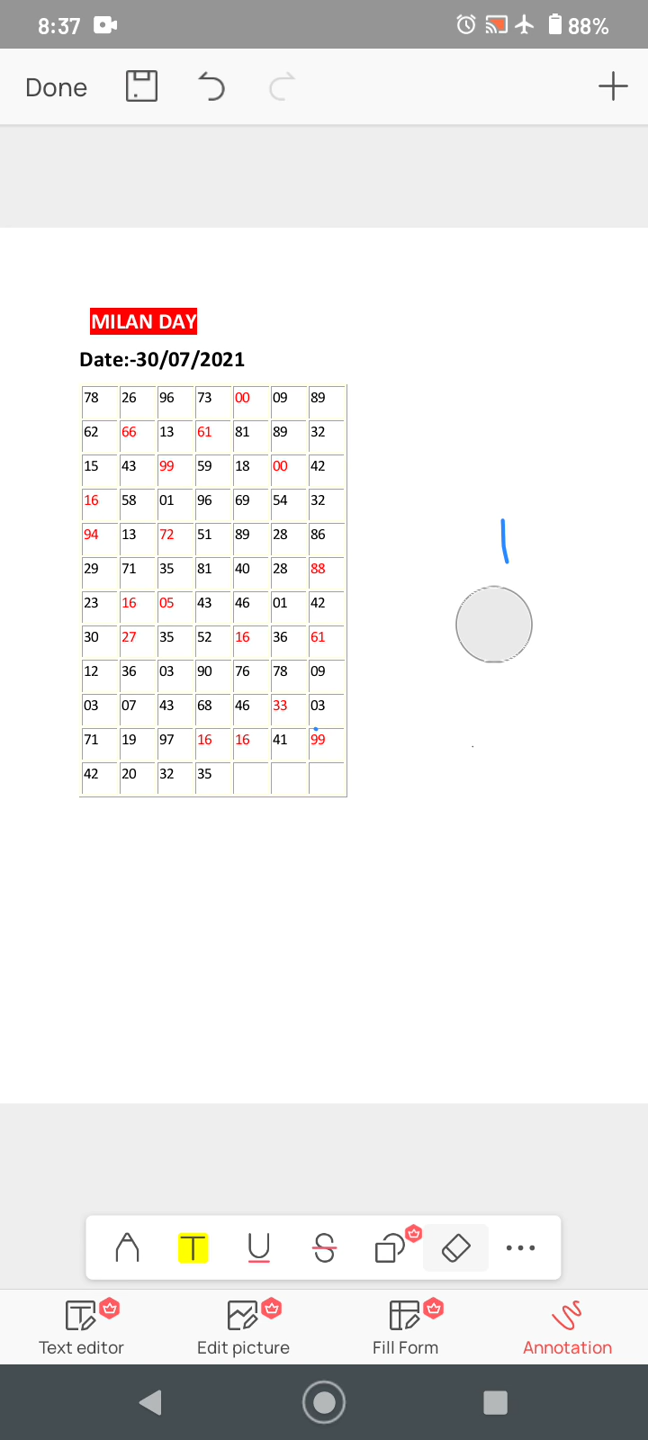 8:37 88%
Done
MILAN DAY
Date:-30/07/2021
78 26 96 73 00 09 89
62 66 13 61 81 89 32
15 43 99 59 18 00 42
16 58 01 96 69 54 32
94 13 72 51 89 28 86
29 71 35 81 40 28 88
23 16 05 43 46 01 42
30 27 35 52 16 36 61
12 36 03 90 76 78 09
03 07 43 68 46 33 03
71 19 97 16 16 41 99
42 20 32 35
T U S
Text editor Edit picture Fill Form Annotation